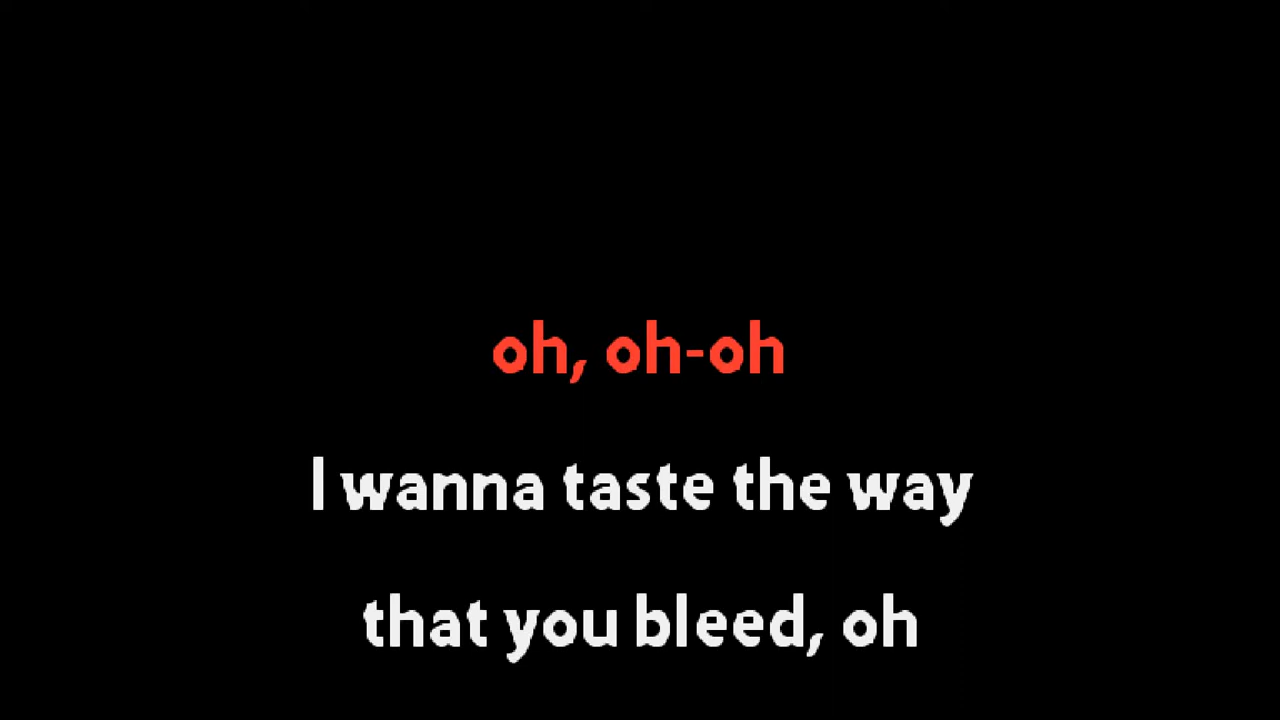 oh, oh-oh
I wanna taste the way
that you bleed, oh